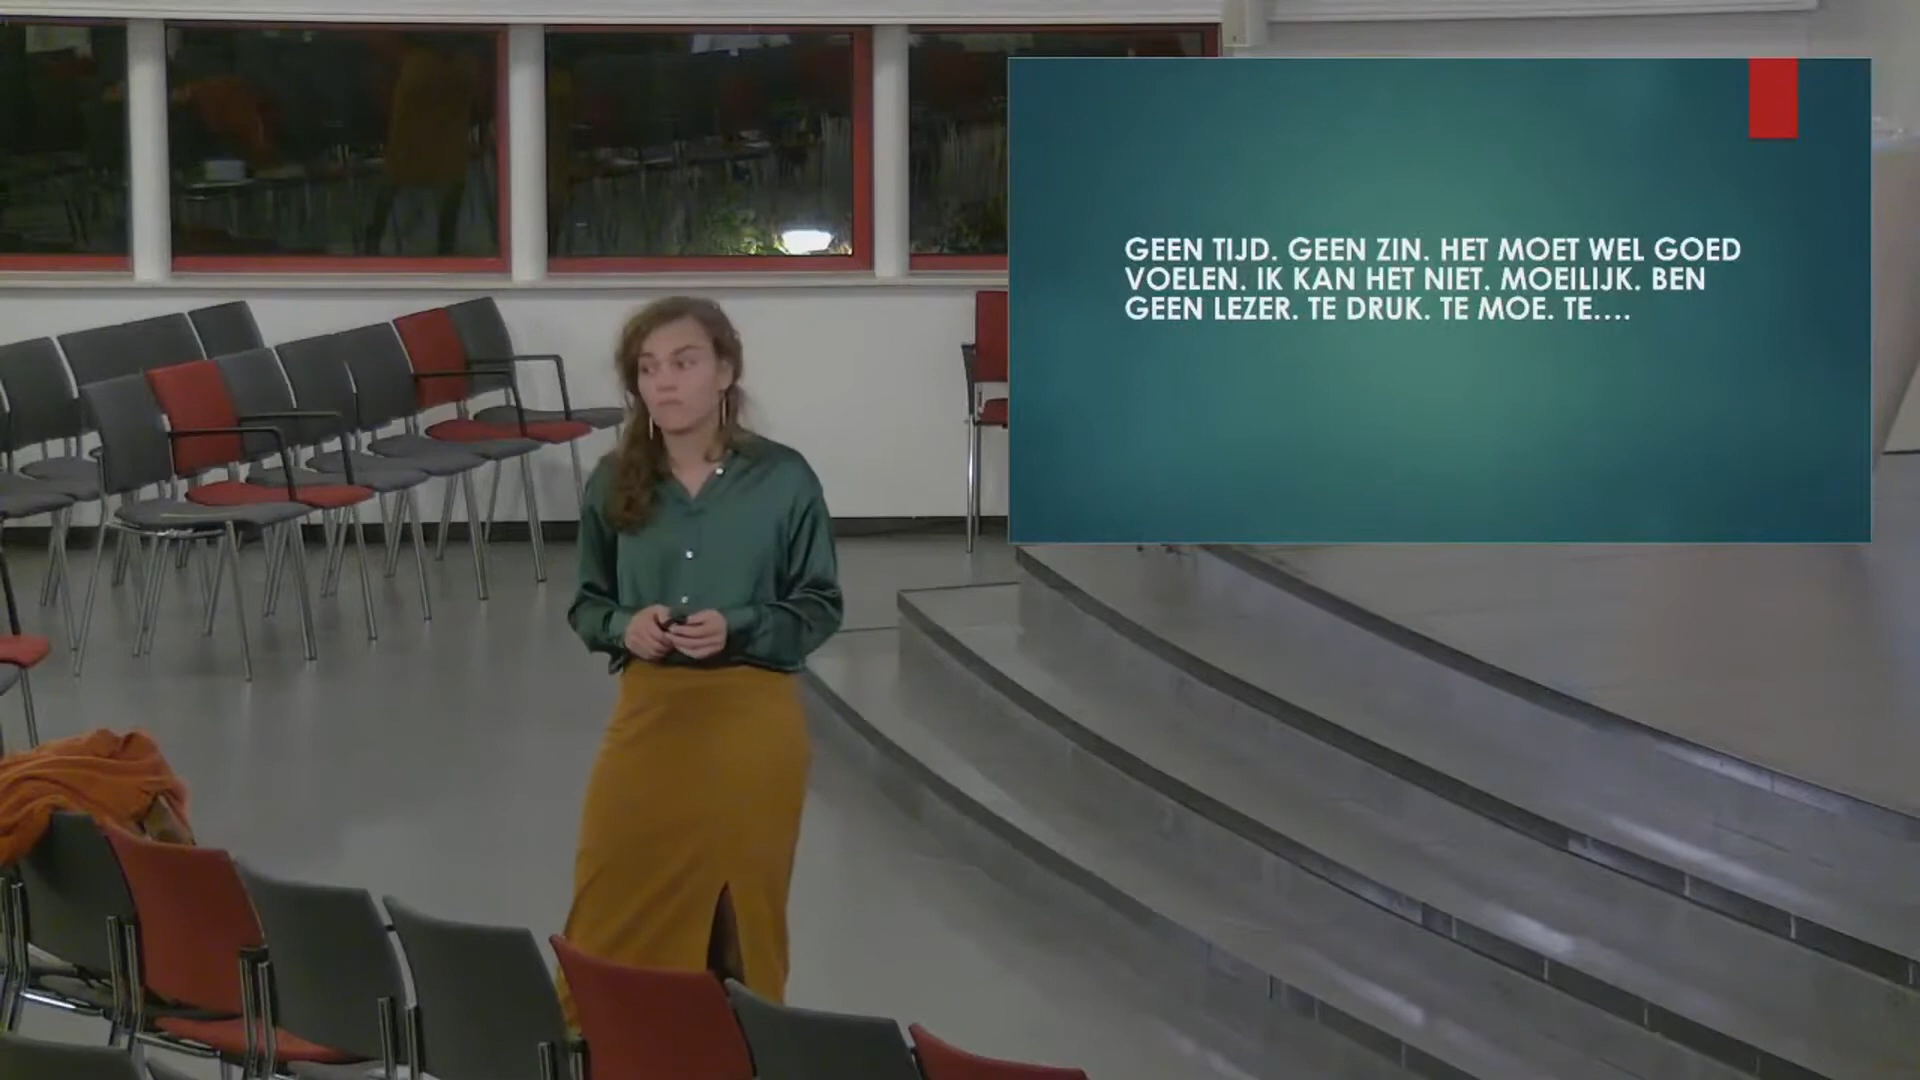 GEEN TIJD. GEEN ZIN. HET MOET WEL GOED
VOELEN. IK KAN HET NIET. MOEILIJK. BEN
GEEN LEZER. TE DRUK. TE MOE. TE....